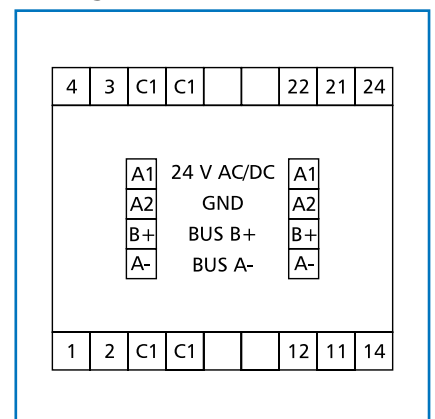 4 3 C1 C1 22 21 24
A1 24 V AC/DC A1
A2 GND A2
B+ BUS B+ B+
A- BUS A- A-
1 2 C1 C1 12 11 14